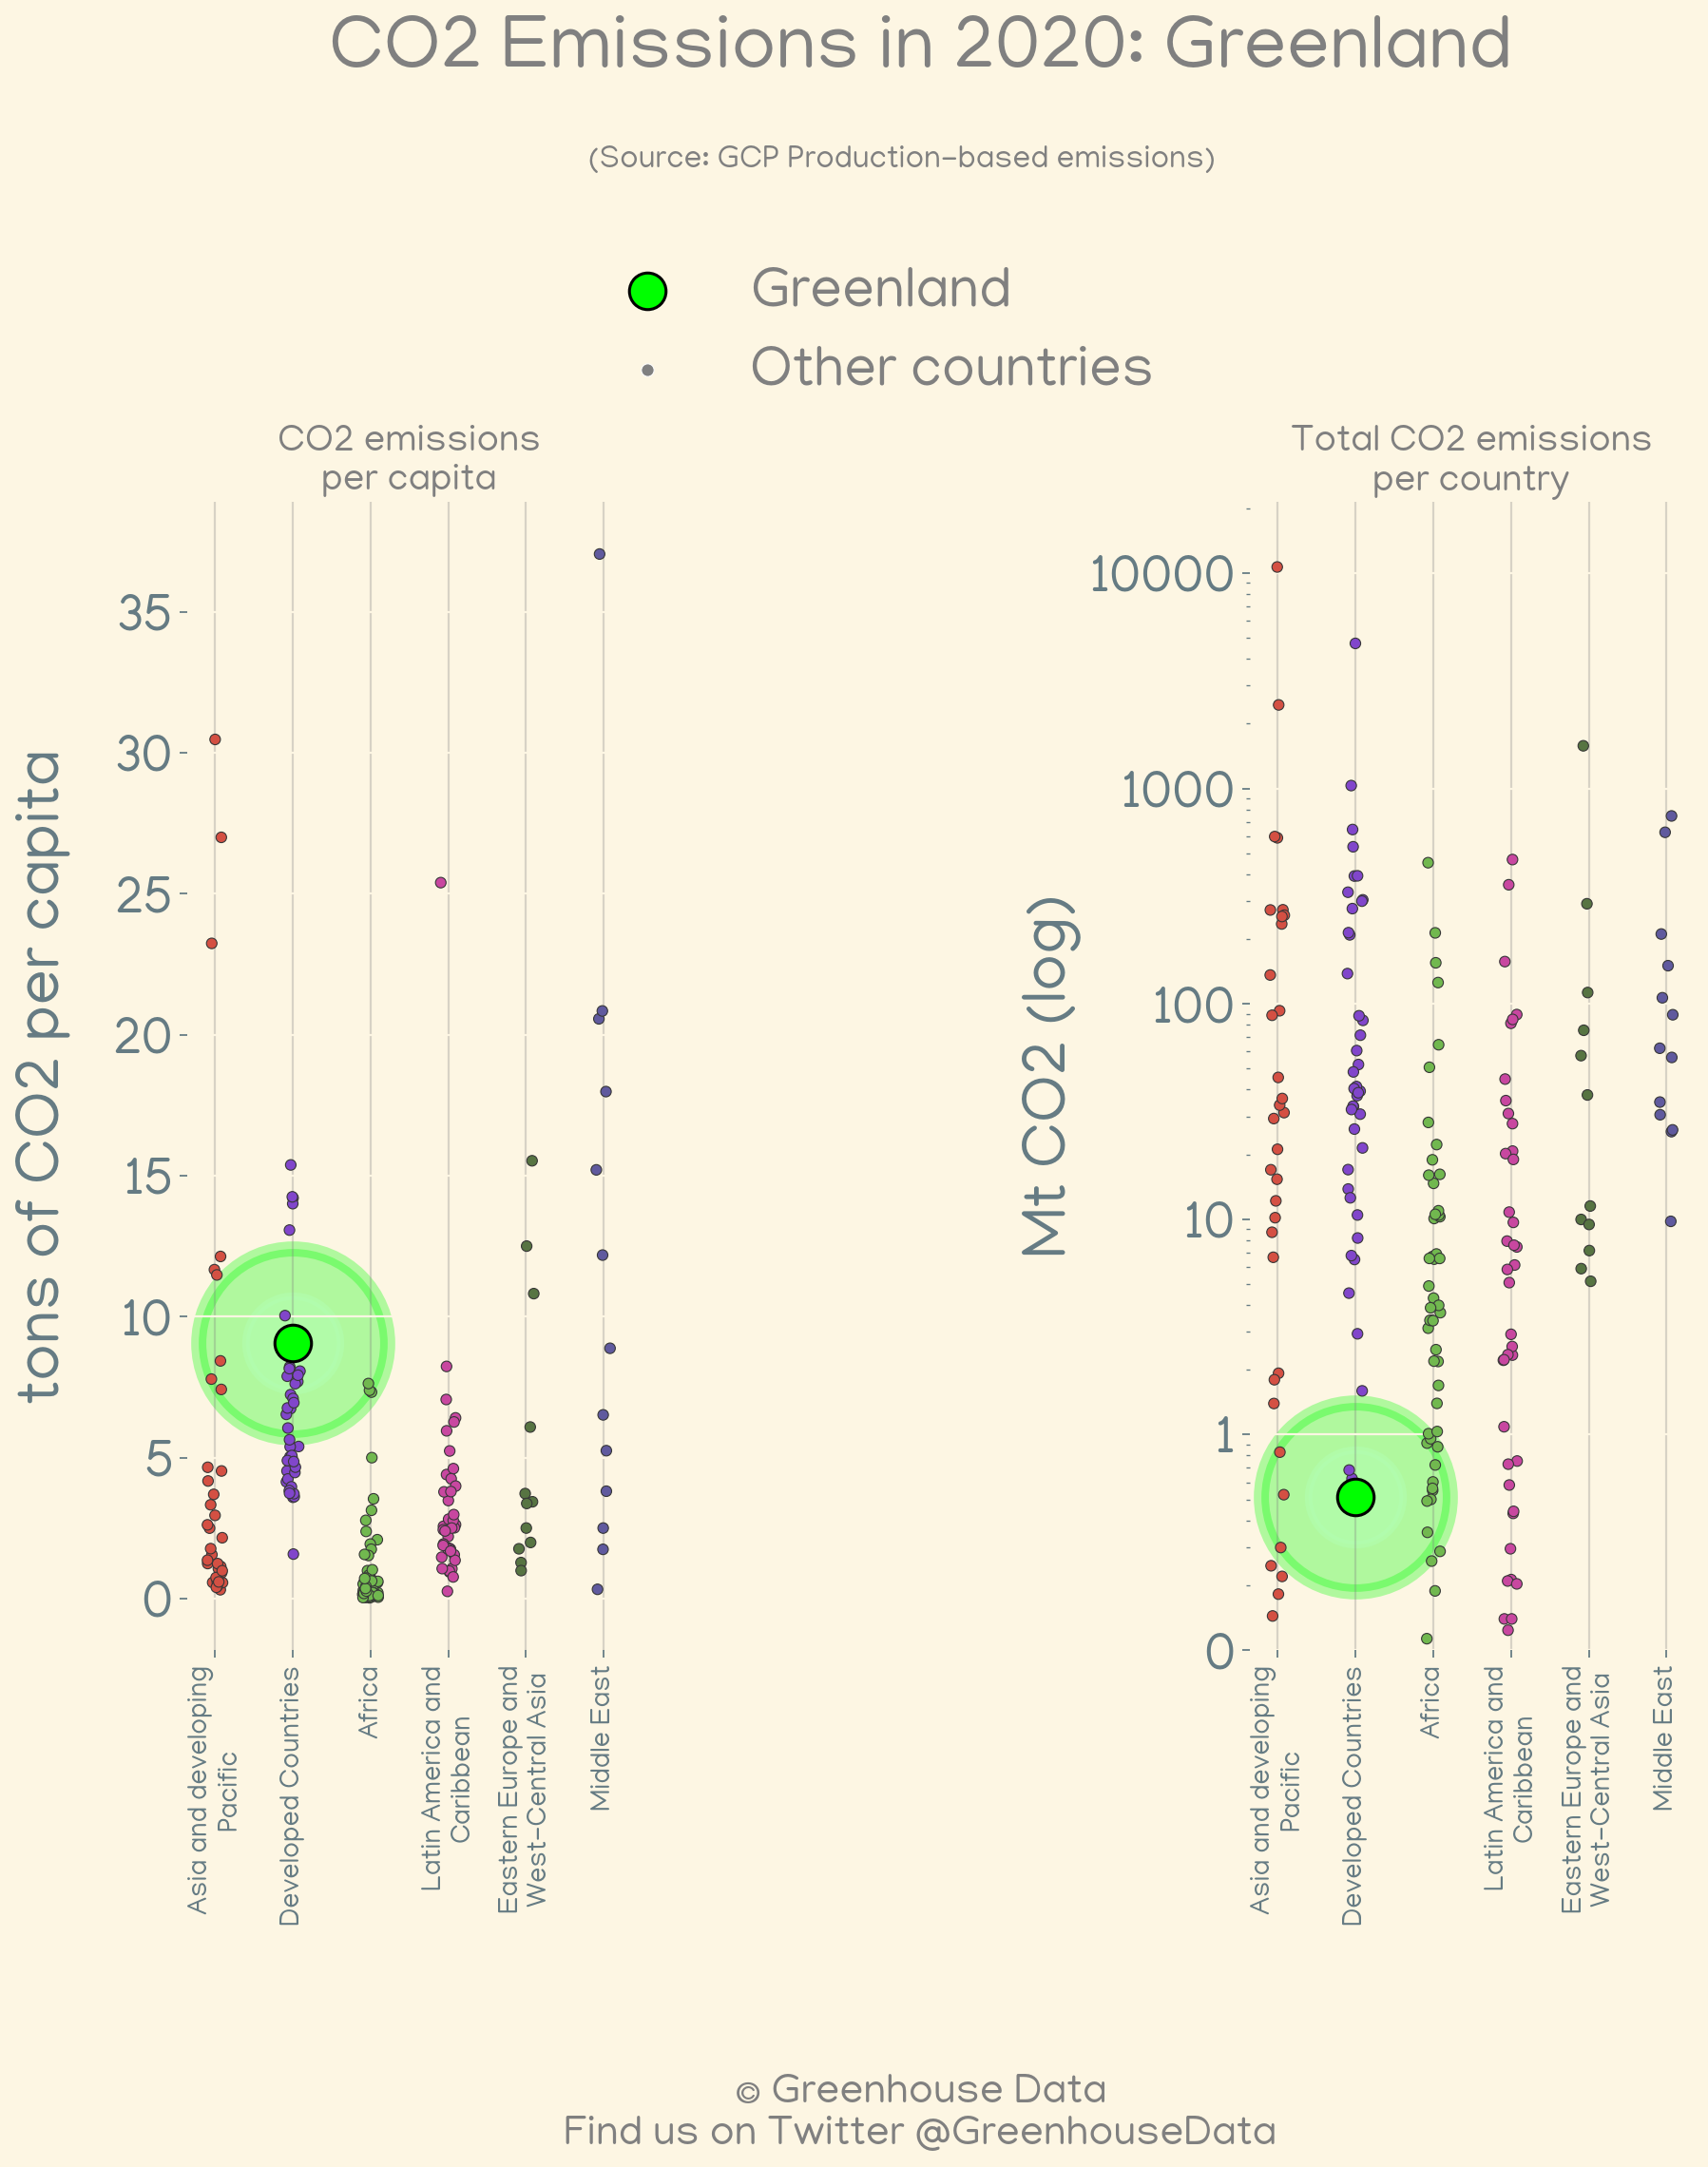 CO2 Emissions in 2020: Greenland
(Source: GCP Production-based emissions)
Greenland
Other countries
CO2 emissions
per capita
tons of CO2 per capita
35
30
25
20
15
10
5
0
Asia and developing
Pacific
Developed Countries
Africa
Latin America and
Caribbean
Eastern Europe and
West-Central Asia
Middle East
Total CO2 emissions
per country
Mt CO2 (log)
10000
1000
100
10
1
0
Asia and developing
Pacific
Developed Countries
Africa
Latin America and
Caribbean
Eastern Europe and
West-Central Asia
Middle East
© Greenhouse Data
Find us on Twitter @GreenhouseData